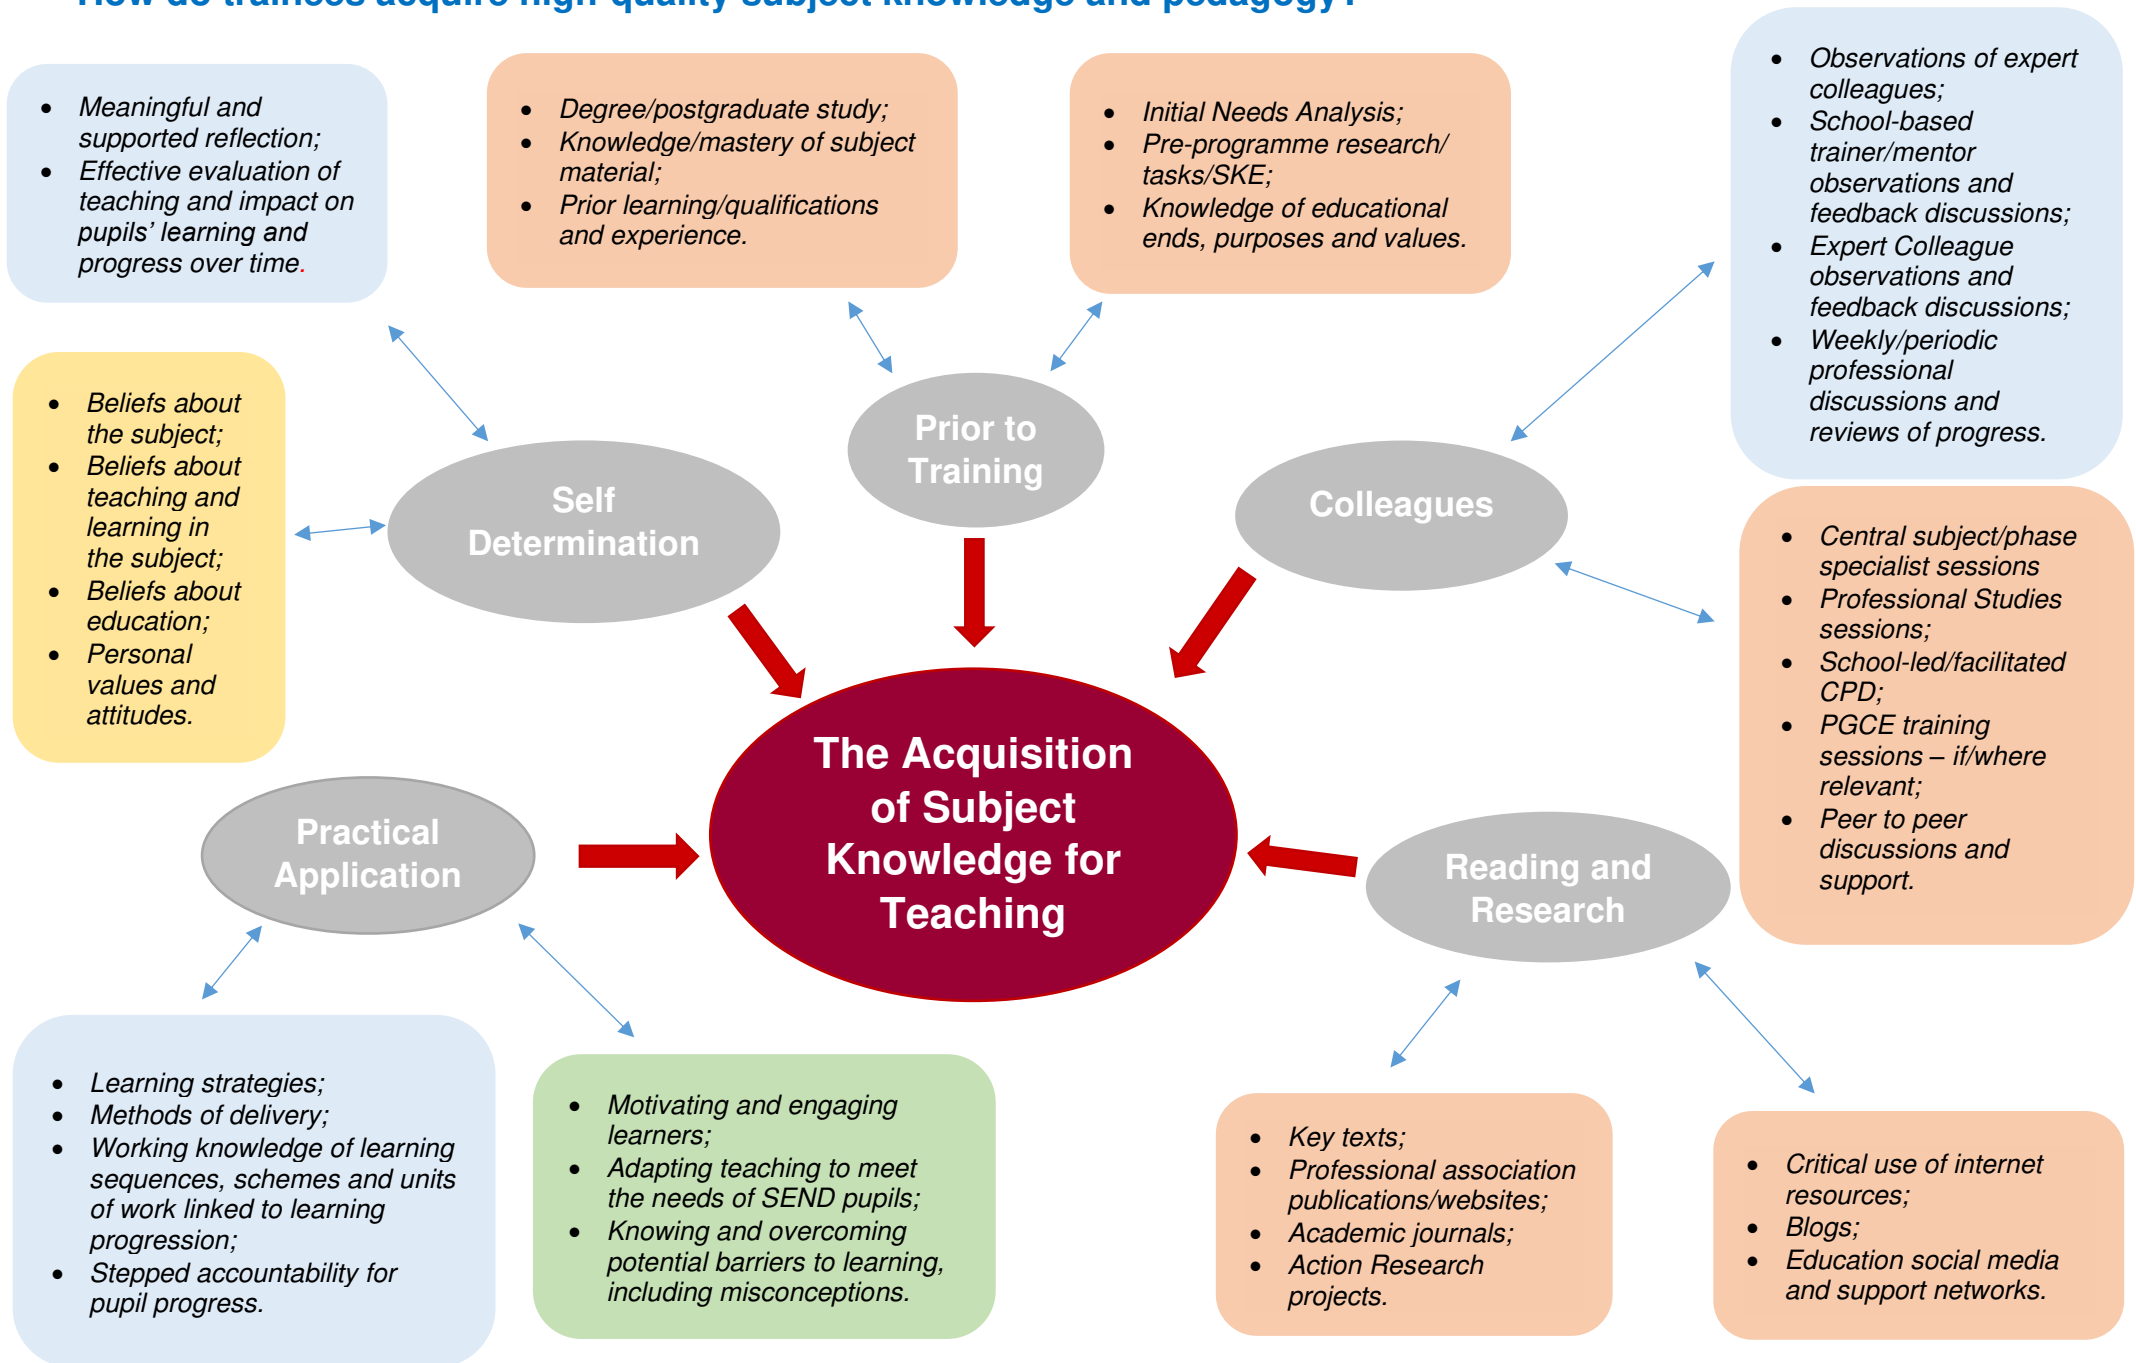 How do trainees acquire high quality subject knowledge and pedagogy?
• Meaningful and
supported reflection;
• Effective evaluation of
teaching and impact on
pupils' learning and
progress over time.
• Degree/postgraduate study;
• Knowledge/mastery of subject
material;
• Prior learning/qualifications
and experience.
• Initial Needs Analysis;
• Pre-programme research/
tasks/SKE;
• Knowledge of educational
ends, purposes and values.
• Observations of expert
colleagues;
• School-based
trainer/mentor
observations and
feedback discussions;
• Expert Colleague
observations and
feedback discussions;
• Weekly/periodic
professional
discussions and
reviews of progress.
• Beliefs about
the subject;
• Beliefs about
teaching and
learning in
the subject;
• Beliefs about
education;
• Personal
values and
attitudes.
Self
Determination
Prior to
Training
Colleagues
• Central subject/phase
specialist sessions
• Professional Studies
sessions;
• School-led/facilitated
CPD;
• PGCE training
sessions – if/where
relevant;
• Peer to peer
discussions and
support.
Practical
Application
The Acquisition
of Subject
Knowledge for
Teaching
Reading and
Research
• Learning strategies;
• Methods of delivery;
• Working knowledge of learning
sequences, schemes and units
of work linked to learning
progression;
• Stepped accountability for
pupil progress.
• Motivating and engaging
learners;
• Adapting teaching to meet
the needs of SEND pupils;
• Knowing and overcoming
potential barriers to learning,
including misconceptions.
• Key texts;
• Professional association
publications/websites;
• Academic journals;
• Action Research
projects.
• Critical use of internet
resources;
• Blogs;
• Education social media
and support networks.